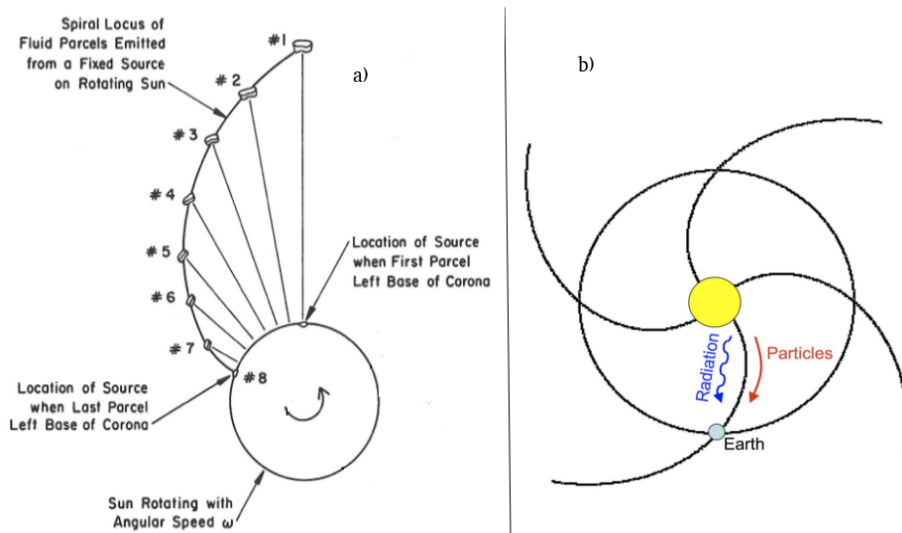 Spiral Locus of
Fluid Parcels Emitted
from a Fixed Source
on Rotating Sun
#1
a)
#2
#3
#4
#5
#6
#7
#8
Location of Source
when First Parcel
Left Base of Corona
Location of Source
when Last Parcel
Left Base of Corona
Sun Rotating with
Angular Speed ω
b)
Radiation
Particles
Earth